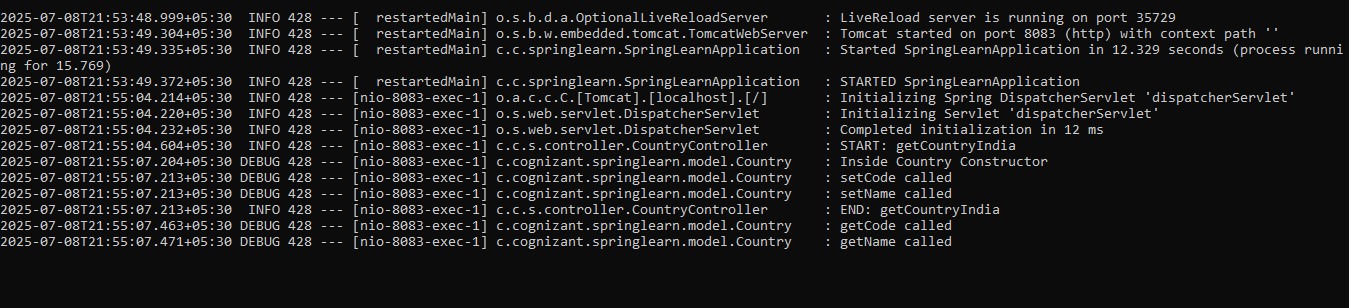 2025-07-08T21:53:48.999+05:30  INFO 428 --- [  restartedMain] o.s.b.d.a.OptionalLiveReloadServer       : LiveReload server is running on port 35729
2025-07-08T21:53:49.304+05:30  INFO 428 --- [  restartedMain] o.s.b.w.embedded.tomcat.TomcatWebServer  : Tomcat started on port 8083 (http) with context path ''
2025-07-08T21:53:49.335+05:30  INFO 428 --- [  restartedMain] c.c.springlearn.SpringLearnApplication   : Started SpringLearnApplication in 12.329 seconds (process runni
ng for 15.769)
2025-07-08T21:53:49.372+05:30  INFO 428 --- [  restartedMain] c.c.springlearn.SpringLearnApplication   : STARTED SpringLearnApplication
2025-07-08T21:55:04.214+05:30  INFO 428 --- [nio-8083-exec-1] o.a.c.c.C.[Tomcat].[localhost].[/]       : Initializing Spring DispatcherServlet 'dispatcherServlet'
2025-07-08T21:55:04.220+05:30  INFO 428 --- [nio-8083-exec-1] o.s.web.servlet.DispatcherServlet        : Initializing Servlet 'dispatcherServlet'
2025-07-08T21:55:04.232+05:30  INFO 428 --- [nio-8083-exec-1] o.s.web.servlet.DispatcherServlet        : Completed initialization in 12 ms
2025-07-08T21:55:04.604+05:30  INFO 428 --- [nio-8083-exec-1] c.c.s.controller.CountryController       : START: getCountryIndia
2025-07-08T21:55:07.204+05:30 DEBUG 428 --- [nio-8083-exec-1] c.cognizant.springlearn.model.Country    : Inside Country Constructor
2025-07-08T21:55:07.213+05:30 DEBUG 428 --- [nio-8083-exec-1] c.cognizant.springlearn.model.Country    : setCode called
2025-07-08T21:55:07.213+05:30 DEBUG 428 --- [nio-8083-exec-1] c.cognizant.springlearn.model.Country    : setName called
2025-07-08T21:55:07.213+05:30  INFO 428 --- [nio-8083-exec-1] c.c.s.controller.CountryController       : END: getCountryIndia
2025-07-08T21:55:07.463+05:30 DEBUG 428 --- [nio-8083-exec-1] c.cognizant.springlearn.model.Country    : getCode called
2025-07-08T21:55:07.471+05:30 DEBUG 428 --- [nio-8083-exec-1] c.cognizant.springlearn.model.Country    : getName called